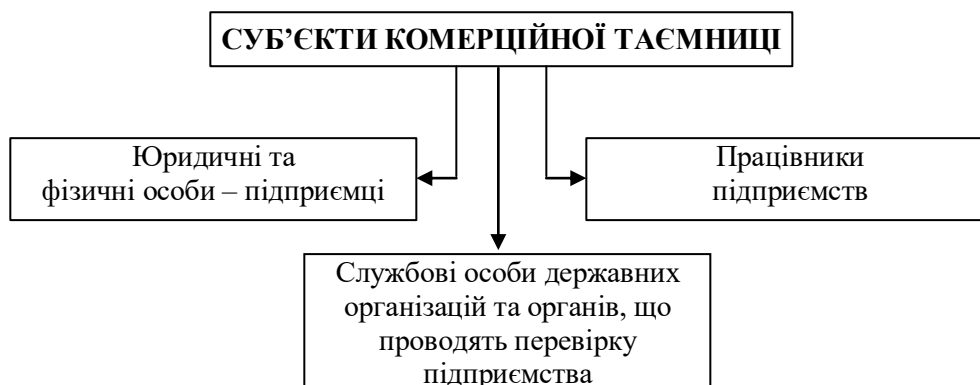 СУБ’ЄКТИ КОМЕРЦІЙНОЇ ТАЄМНИЦІ
Юридичні та
фізичні особи – підприємці
Працівники
підприємств
Службові особи державних
організацій та органів, що
проводять перевірку
підприємства